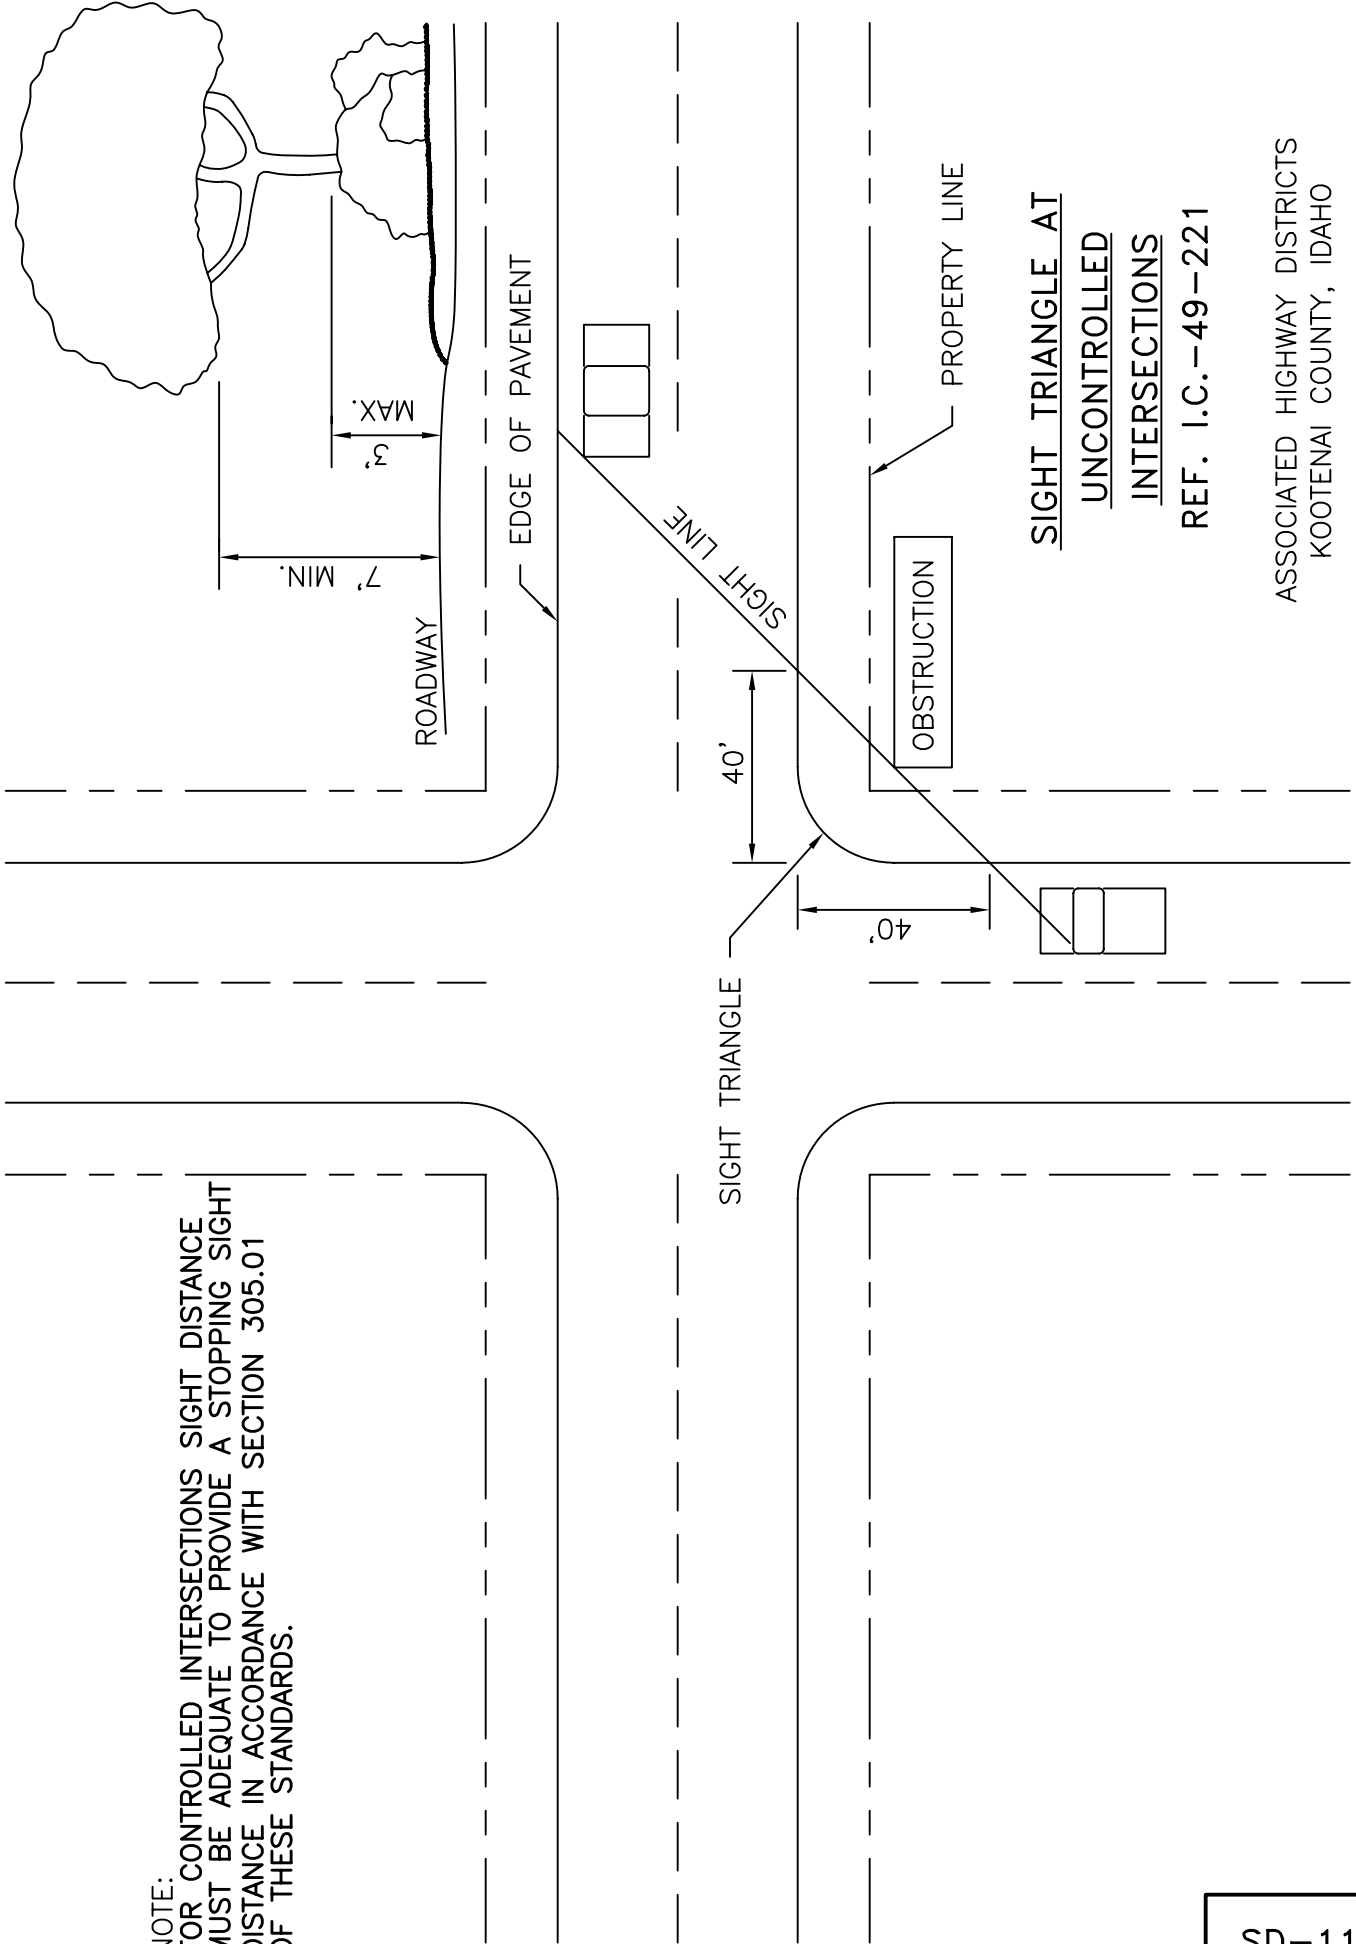 NOTE:
FOR CONTROLLED INTERSECTIONS SIGHT DISTANCE
MUST BE ADEQUATE TO PROVIDE A STOPPING SIGHT
DISTANCE IN ACCORDANCE WITH SECTION 305.01
OF THESE STANDARDS.
7' MIN.
3'
MAX.
ROADWAY
EDGE OF PAVEMENT
SIGHT LINE
40'
40'
SIGHT TRIANGLE
OBSTRUCTION
PROPERTY LINE
SIGHT TRIANGLE AT
UNCONTROLLED
INTERSECTIONS
REF. I.C.-49-221
ASSOCIATED HIGHWAY DISTRICTS
KOOTENAI COUNTY, IDAHO
SD-11